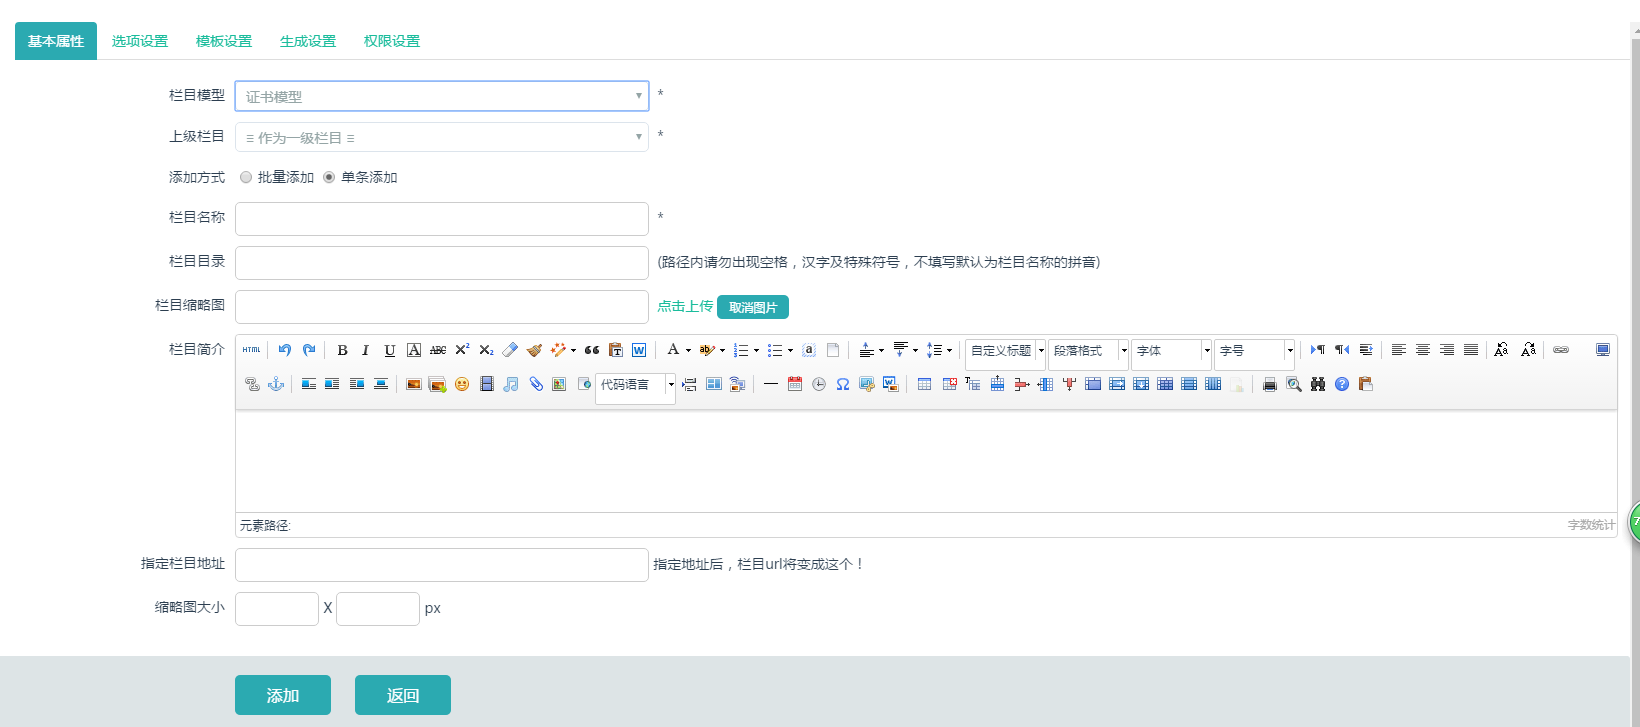 基本属性 选项设置 模板设置 生成设置 权限设置
栏目模型 证书模型 *
上级栏目 ≡ 作为一级栏目 ≡ *
添加方式 批量添加 单条添加
栏目名称 *
栏目目录 (路径内请勿出现空格，汉字及特殊符号，不填写默认为栏目名称的拼音)
栏目缩略图 点击上传 取消图片
栏目简介 HTML B I U A ABC X² X₂ T W A ab a 自定义标题 段落格式 字体 字号
代码语言
元素路径: 字数统计
指定栏目地址 指定地址后，栏目url将变成这个！
缩略图大小 X px
添加 返回